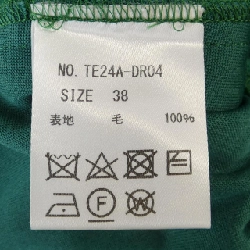 NO. TE24A-DR04
SIZE 38
表地 毛 100%
F
W